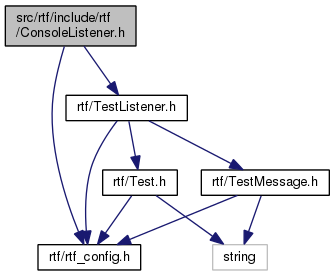 src/rtf/include/rtf
/ConsoleListener.h
rtf/TestListener.h
rtf/Test.h
rtf/TestMessage.h
rtf/rtf_config.h
string